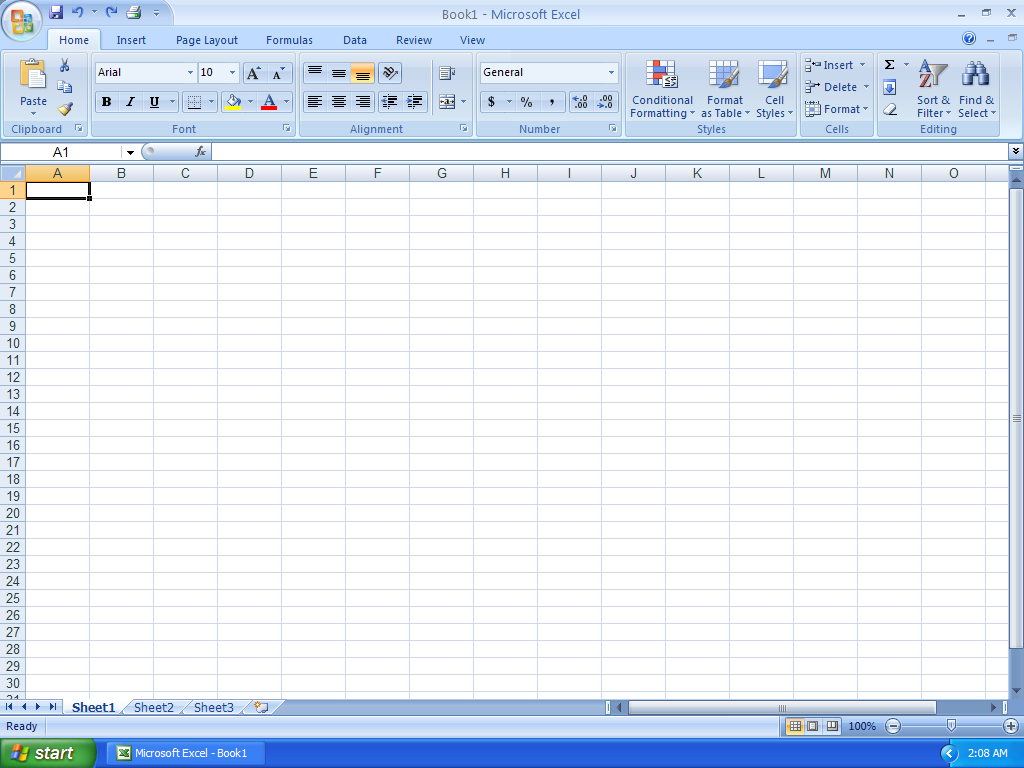 Book1 - Microsoft Excel
Home Insert Page Layout Formulas Data Review View
Paste
Clipboard
Arial 10 A A
B I U A
Font
Alignment
General
$ % , .00 .0
Number
Conditional Formatting
Format as Table
Cell Styles
Styles
Insert
Delete
Format
Cells
Σ
Sort & Filter
Find & Select
Editing
A1 fx
A B C D E F G H I J K L M N O
1
2
3
4
5
6
7
8
9
10
11
12
13
14
15
16
17
18
19
20
21
22
23
24
25
26
27
28
29
30
Sheet1 Sheet2 Sheet3
Ready 100%
start Microsoft Excel - Book1 2:08 AM